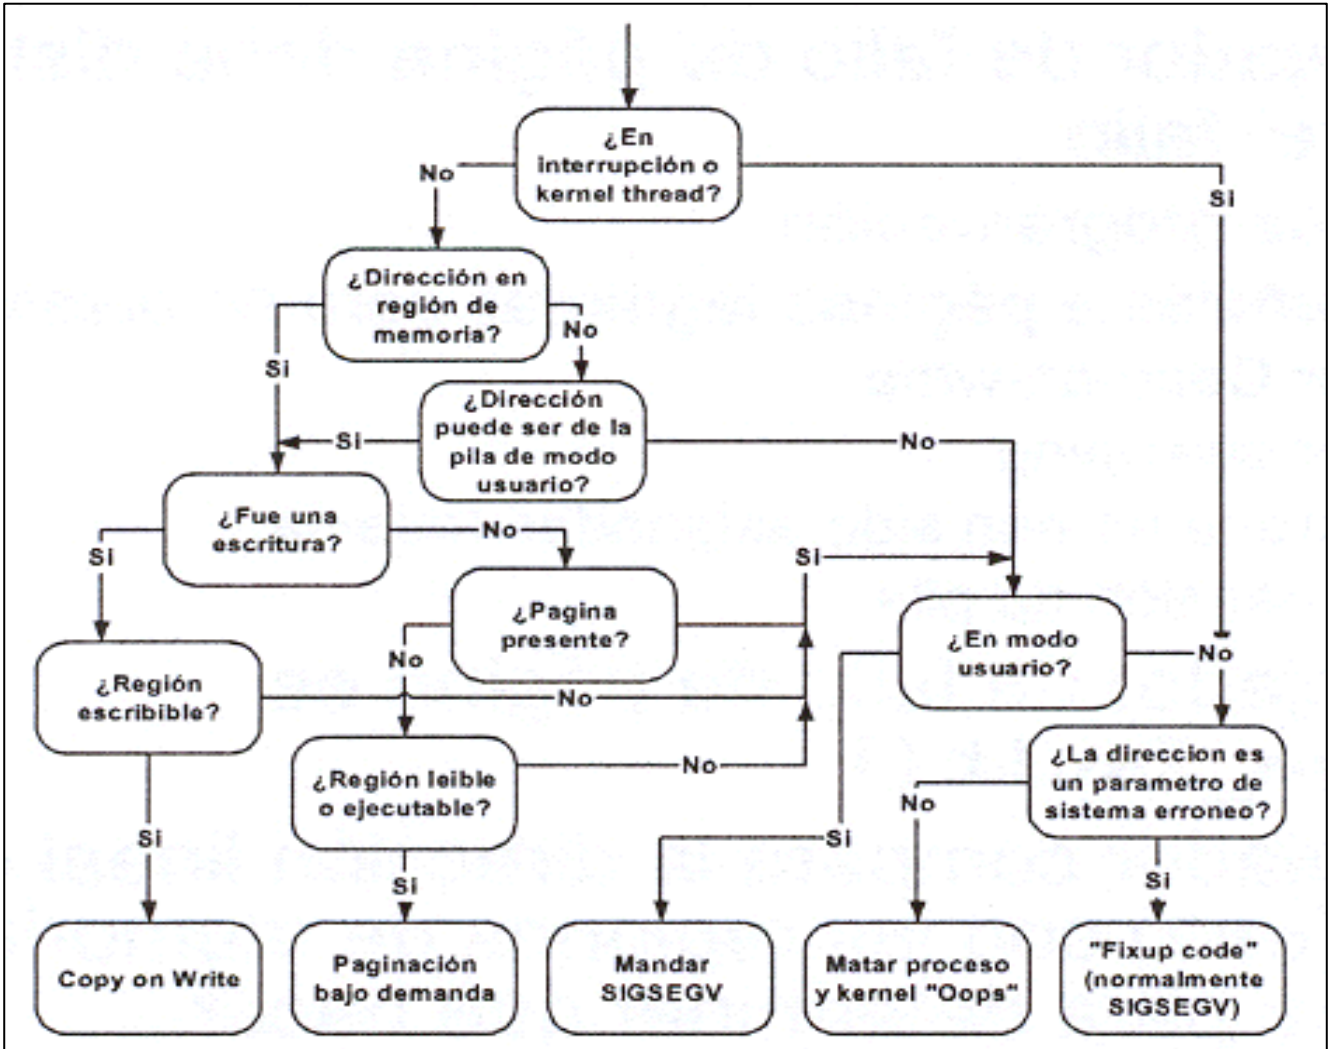 ¿En
interrupción o
kernel thread?
No
Si
¿Dirección en
región de
memoria?
No
Si
¿Dirección
puede ser de la
pila de modo
usuario?
Si
No
¿Fue una
escritura?
Si
No
Si
¿Pagina
presente?
No
¿En modo
usuario?
No
¿Región
escribible?
No
¿Región leible
o ejecutable?
No
¿La direccion es
un parametro de
sistema erroneo?
No
Si
Si
Si
Si
Copy on Write
Paginación
bajo demanda
Mandar
SIGSEGV
Matar proceso
y kernel "Oops"
"Fixup code"
(normalmente
SIGSEGV)